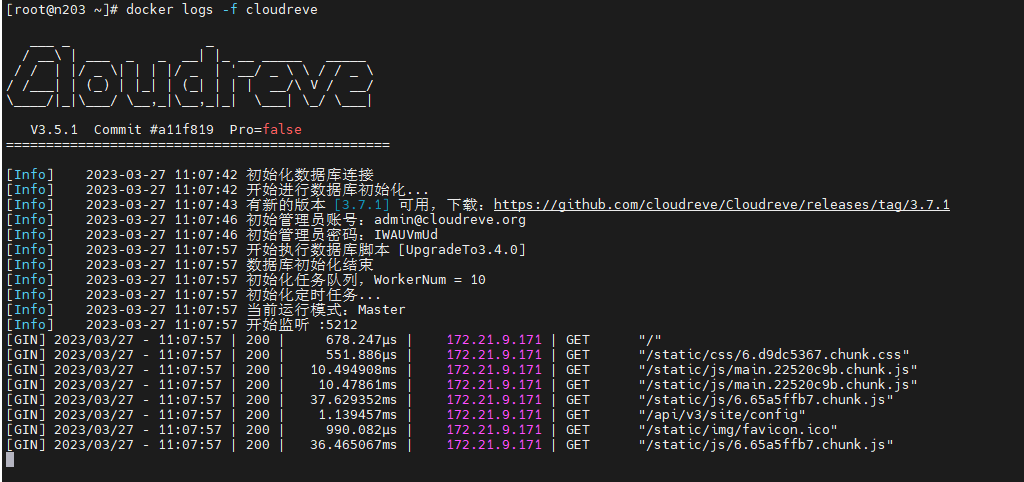 [root@n203 ~]# docker logs -f cloudreve
   ___ _                 _
  / __\ | ___  _   _  __| |_ __ _____   _____
 / /  | |/ _ \| | | |/ _  | '__/ _ \ \ / / _ \
/ /___| | (_) | |_| | (_| | | |  __/\ V /  __/
\____/|_|\___/ \__,_|\__,_|_|  \___| \_/ \___|
   V3.5.1  Commit #a11f819  Pro=false
================================================
[Info]    2023-03-27 11:07:42 初始化数据库连接
[Info]    2023-03-27 11:07:42 开始进行数据库初始化...
[Info]    2023-03-27 11:07:43 有新的版本 [3.7.1] 可用，下载：https://github.com/cloudreve/Cloudreve/releases/tag/3.7.1
[Info]    2023-03-27 11:07:46 初始管理员账号：admin@cloudreve.org
[Info]    2023-03-27 11:07:46 初始管理员密码：IWAUVmUd
[Info]    2023-03-27 11:07:57 开始执行数据库脚本 [UpgradeTo3.4.0]
[Info]    2023-03-27 11:07:57 数据库初始化结束
[Info]    2023-03-27 11:07:57 初始化任务队列，WorkerNum = 10
[Info]    2023-03-27 11:07:57 初始化定时任务...
[Info]    2023-03-27 11:07:57 当前运行模式：Master
[Info]    2023-03-27 11:07:57 开始监听 :5212
[GIN] 2023/03/27 - 11:07:57 | 200 |     678.247µs |    172.21.9.171 | GET      "/"
[GIN] 2023/03/27 - 11:07:57 | 200 |     551.886µs |    172.21.9.171 | GET      "/static/css/6.d9dc5367.chunk.css"
[GIN] 2023/03/27 - 11:07:57 | 200 |   10.494908ms |    172.21.9.171 | GET      "/static/js/main.22520c9b.chunk.js"
[GIN] 2023/03/27 - 11:07:57 | 200 |    10.47861ms |    172.21.9.171 | GET      "/static/js/main.22520c9b.chunk.js"
[GIN] 2023/03/27 - 11:07:57 | 200 |   37.629352ms |    172.21.9.171 | GET      "/static/js/6.65a5ffb7.chunk.js"
[GIN] 2023/03/27 - 11:07:57 | 200 |    1.139457ms |    172.21.9.171 | GET      "/api/v3/site/config"
[GIN] 2023/03/27 - 11:07:57 | 200 |     990.082µs |    172.21.9.171 | GET      "/static/img/favicon.ico"
[GIN] 2023/03/27 - 11:07:57 | 200 |   36.465067ms |    172.21.9.171 | GET      "/static/js/6.65a5ffb7.chunk.js"